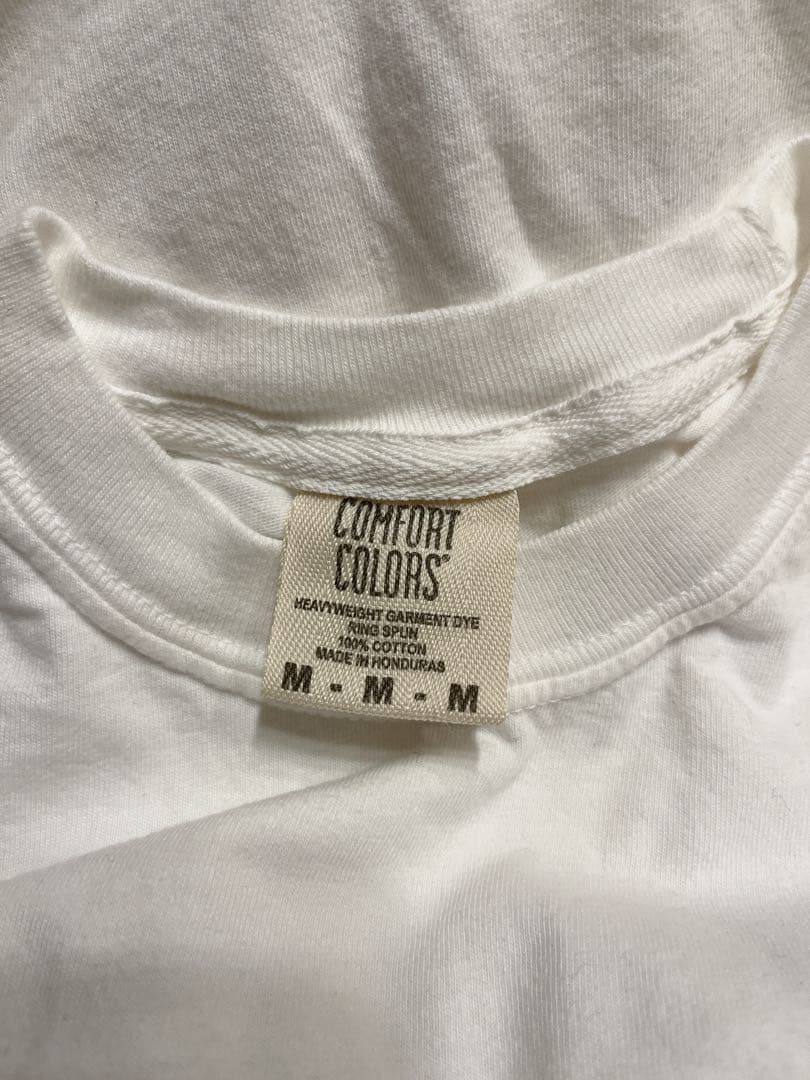 COMFORT
COLORS
HEAVYWEIGHT GARMENT DYE
RING SPUN
100% COTTON
MADE IN HONDURAS
M - M - M